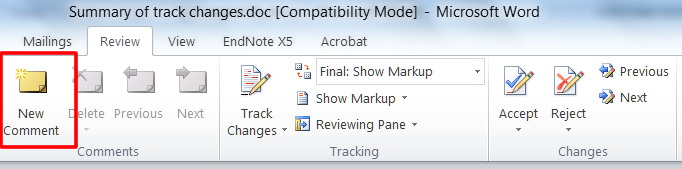 Summary of track changes.doc [Compatibility Mode] - Microsoft Word
Mailings Review View EndNote X5 Acrobat
New Comment
Delete
Previous
Next
Comments
Track Changes
Final: Show Markup
Show Markup
Reviewing Pane
Tracking
Accept
Reject
Previous
Next
Changes